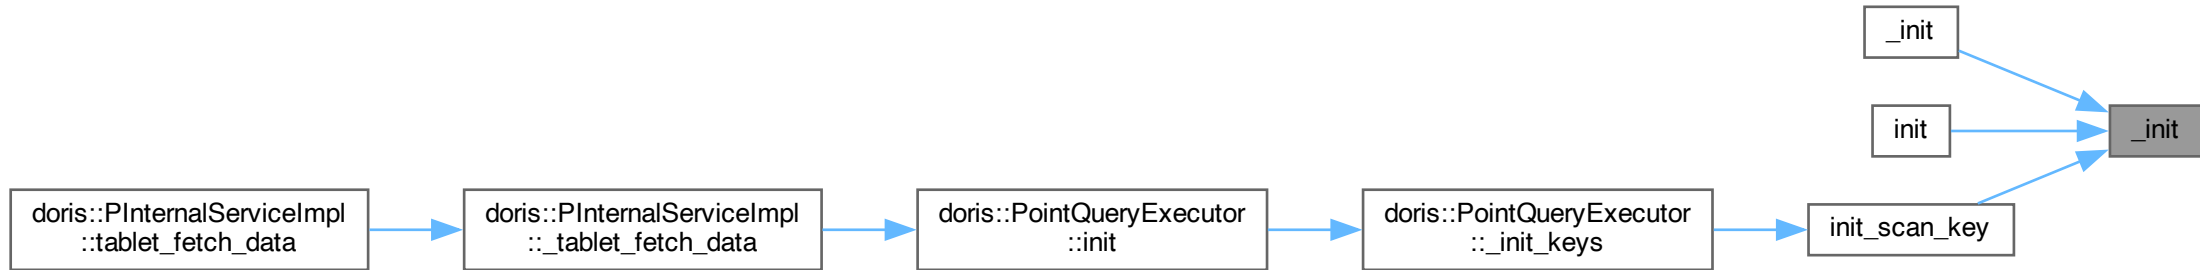 _init
init
_init
doris::PInternalServiceImpl
::tablet_fetch_data
doris::PInternalServiceImpl
::_tablet_fetch_data
doris::PointQueryExecutor
::init
doris::PointQueryExecutor
::_init_keys
init_scan_key